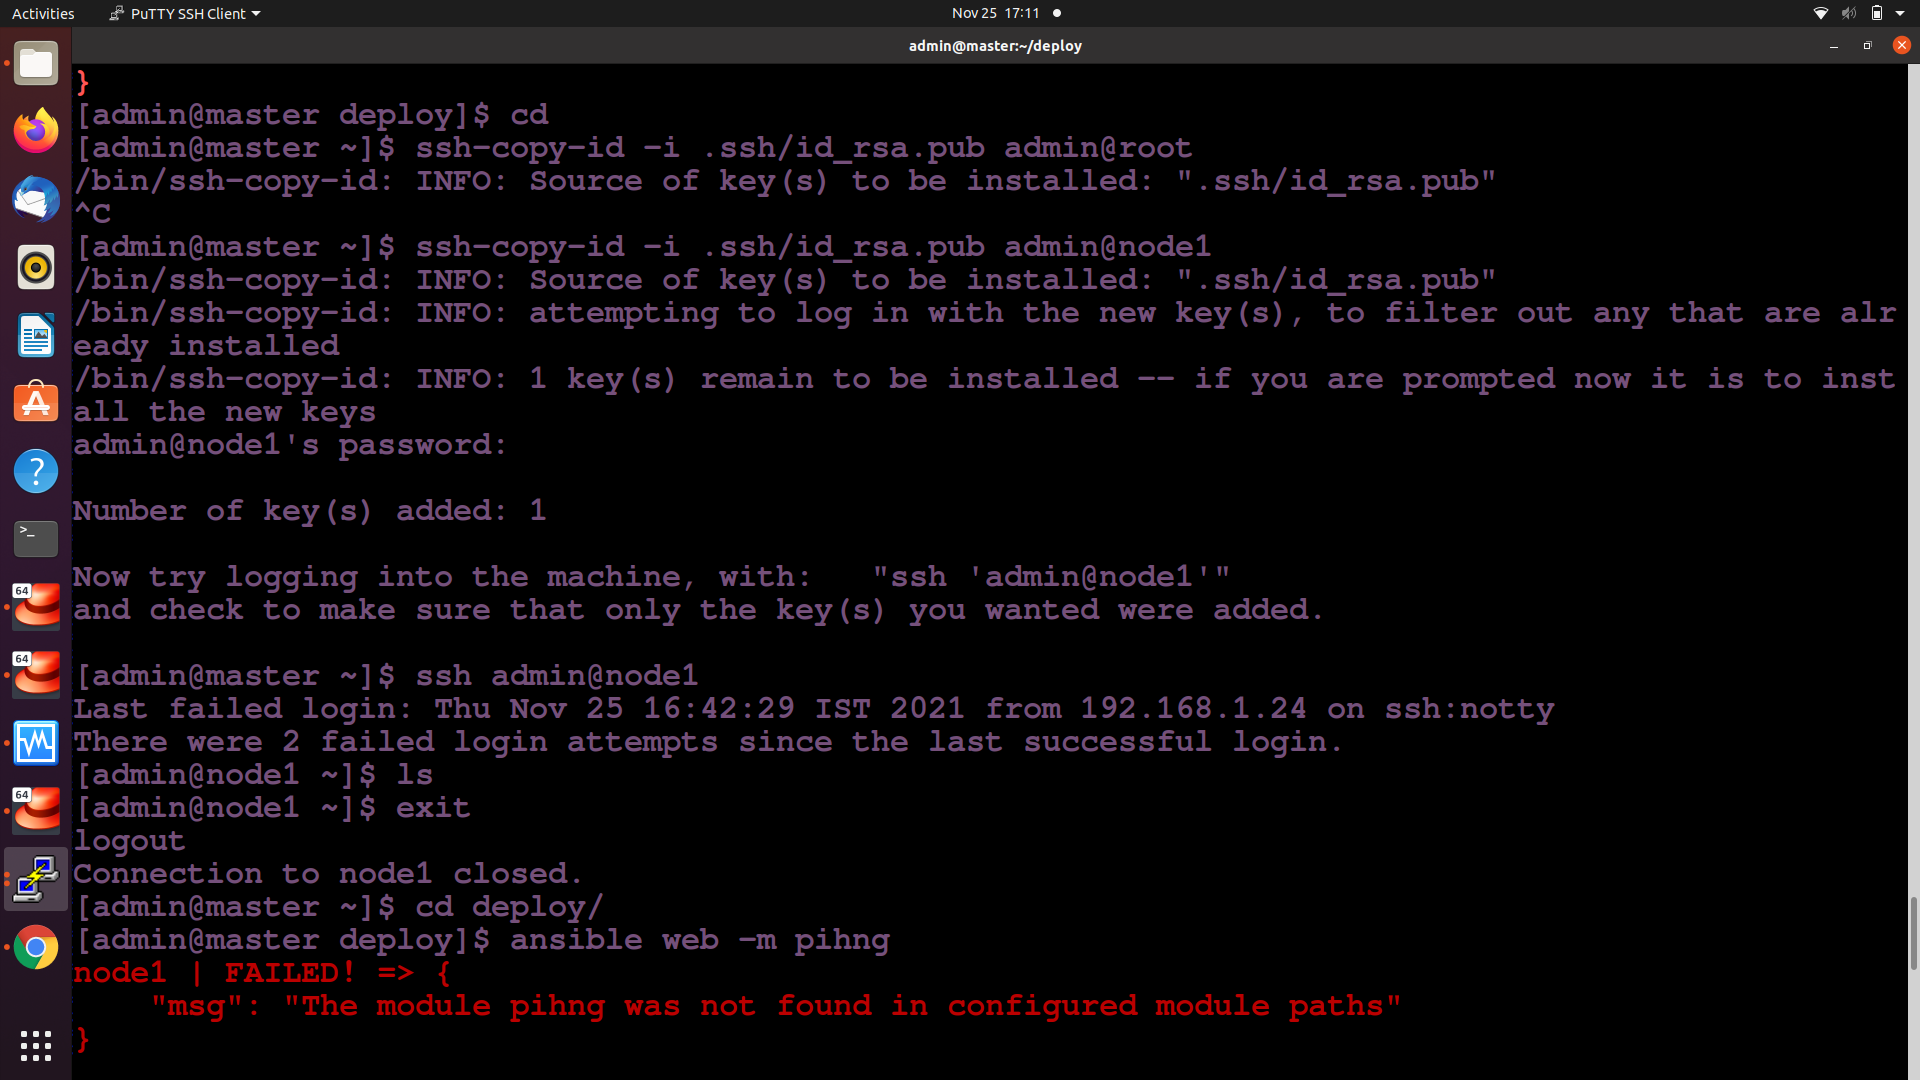 Activities
PuTTY SSH Client
Nov 25 17:11
admin@master:~/deploy
}
[admin@master deploy]$ cd
[admin@master ~]$ ssh-copy-id -i .ssh/id_rsa.pub admin@root
/bin/ssh-copy-id: INFO: Source of key(s) to be installed: ".ssh/id_rsa.pub"
^C
[admin@master ~]$ ssh-copy-id -i .ssh/id_rsa.pub admin@node1
/bin/ssh-copy-id: INFO: Source of key(s) to be installed: ".ssh/id_rsa.pub"
/bin/ssh-copy-id: INFO: attempting to log in with the new key(s), to filter out any that are alr
eady installed
/bin/ssh-copy-id: INFO: 1 key(s) remain to be installed -- if you are prompted now it is to inst
all the new keys
admin@node1's password:
Number of key(s) added: 1
Now try logging into the machine, with:   "ssh 'admin@node1'"
and check to make sure that only the key(s) you wanted were added.
[admin@master ~]$ ssh admin@node1
Last failed login: Thu Nov 25 16:42:29 IST 2021 from 192.168.1.24 on ssh:notty
There were 2 failed login attempts since the last successful login.
[admin@node1 ~]$ ls
[admin@node1 ~]$ exit
logout
Connection to node1 closed.
[admin@master ~]$ cd deploy/
[admin@master deploy]$ ansible web -m pihng
node1 | FAILED! => {
    "msg": "The module pihng was not found in configured module paths"
}
64
64
64